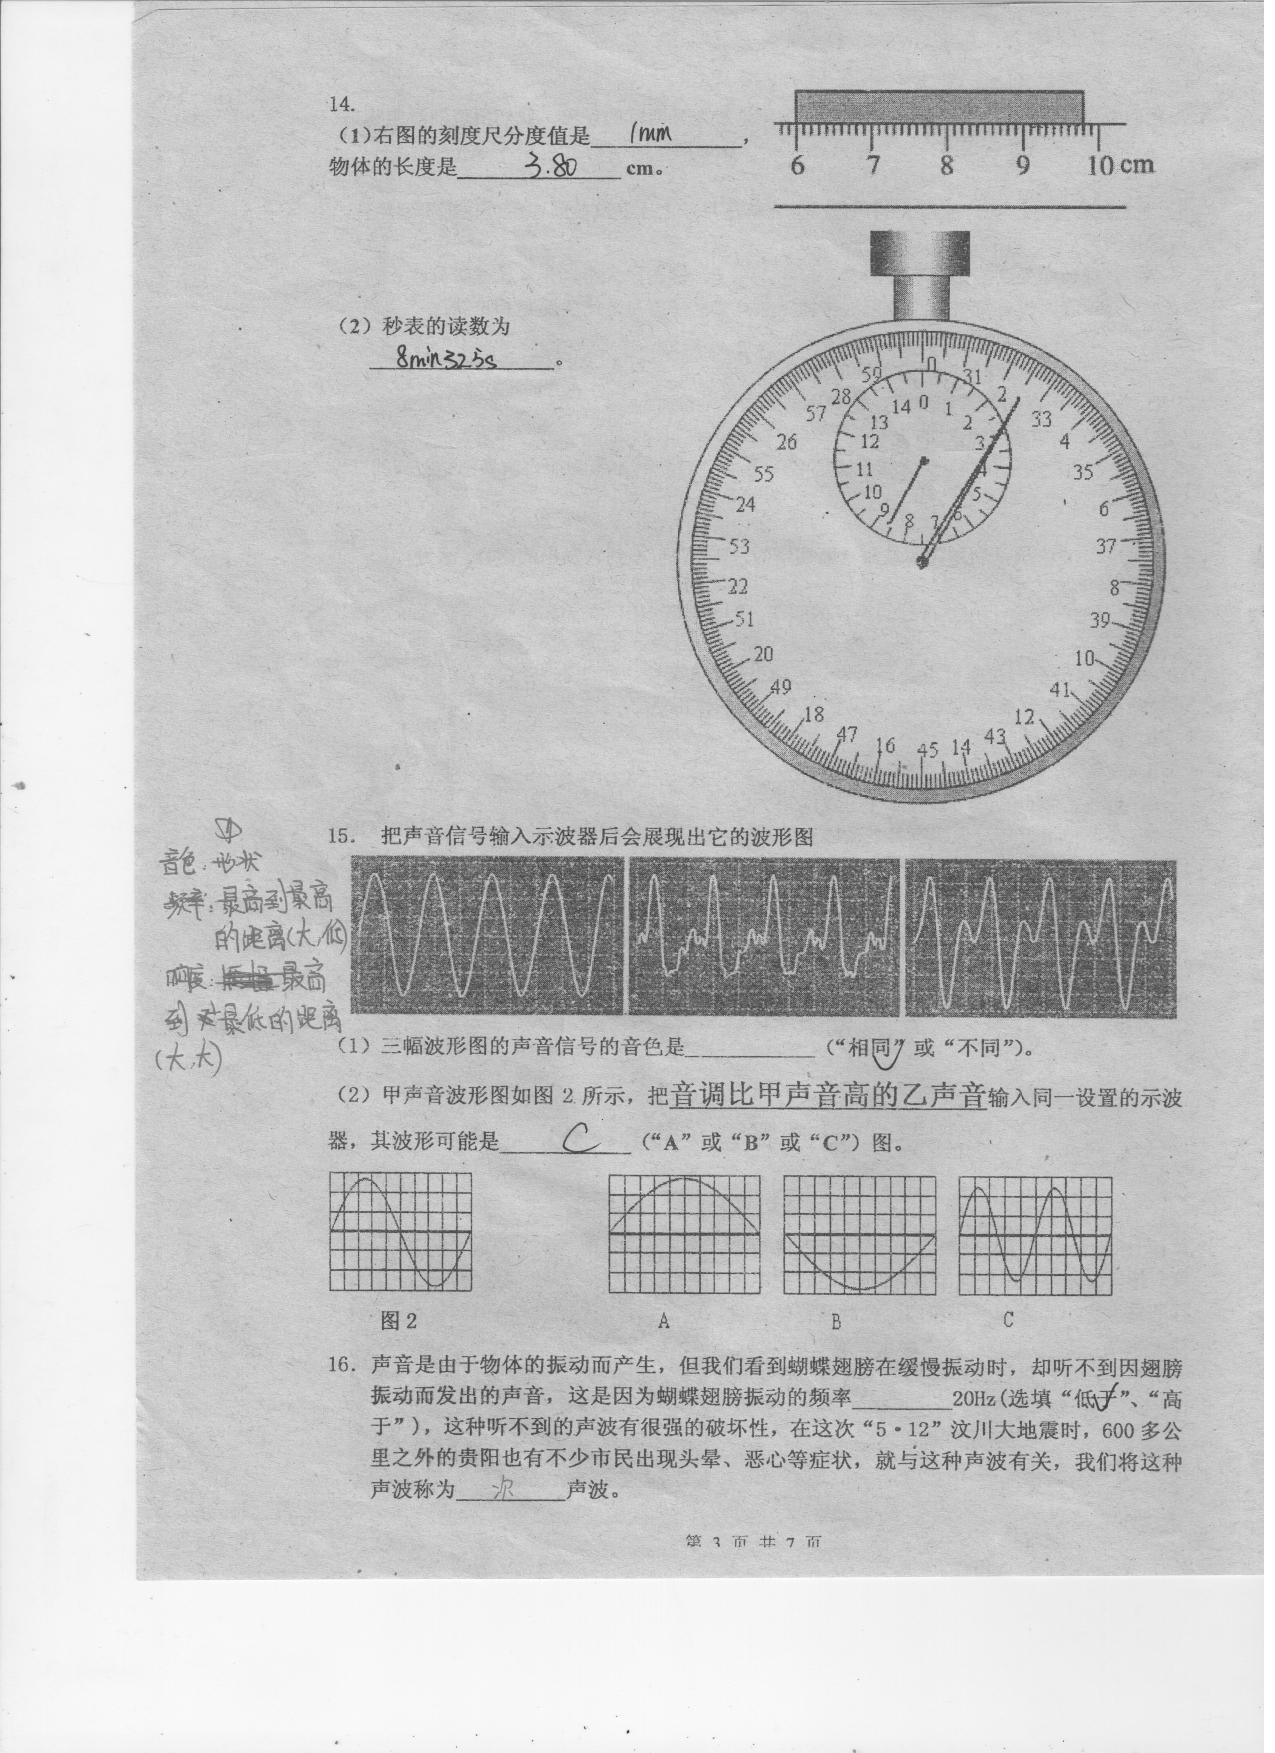 14.
（1）右图的刻度尺分度值是 1mm ，
物体的长度是 3.80 cm。
6 7 8 9 10 cm
（2）秒表的读数为
8min32.5s 。
0 31 2 33 4 35 6 37 8 39 10 41 12 43 14 45 16 47 18 49 20 51 22 53 24 55 26 57 28 59
0 1 2 3 4 5 6 7 8 9 10 11 12 13 14
15. 把声音信号输入示波器后会展现出它的波形图
音色：形状
频率：最高到最高
的距离(大,低)
响度：最高
到最低的距离
(大,大)
（1）三幅波形图的声音信号的音色是____（“相同”或“不同”）。
（2）甲声音波形图如图 2 所示，把音调比甲声音高的乙声音输入同一设置的示波
器，其波形可能是 C （“A”或“B”或“C”）图。
图 2 A B C
16. 声音是由于物体的振动而产生，但我们看到蝴蝶翅膀在缓慢振动时，却听不到因翅膀
振动而发出的声音，这是因为蝴蝶翅膀振动的频率____20Hz(选填“低于”、“高
于”)，这种听不到的声波有很强的破坏性，在这次“5·12”汶川大地震时，600 多公
里之外的贵阳也有不少市民出现头晕、恶心等症状，就与这种声波有关，我们将这种
声波称为 次 声波。
第 3 页 共 7 页